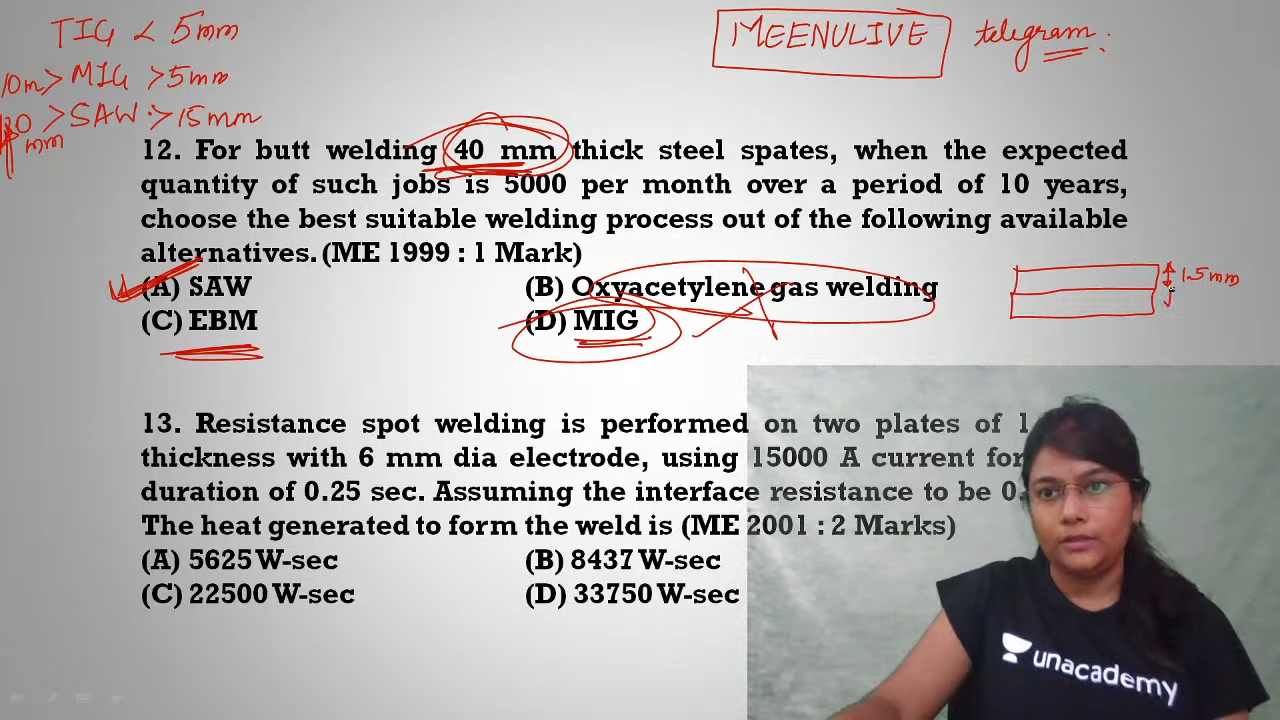 TIG < 5mm
MEENULIVE telegram.
> MIG > 5mm
> SAW > 15mm
mm
12. For butt welding 40 mm thick steel spates, when the expected
quantity of such jobs is 5000 per month over a period of 10 years,
choose the best suitable welding process out of the following available
alternatives. (ME 1999 : 1 Mark)
(A) SAW (B) Oxyacetylene gas welding
(C) EBM (D) MIG
1.5mm
13. Resistance spot welding is performed on two plates of 1
thickness with 6 mm dia electrode, using 15000 A current for
duration of 0.25 sec. Assuming the interface resistance to be 0.
The heat generated to form the weld is (ME 2001 : 2 Marks)
(A) 5625 W-sec (B) 8437 W-sec
(C) 22500 W-sec (D) 33750 W-sec
unacademy